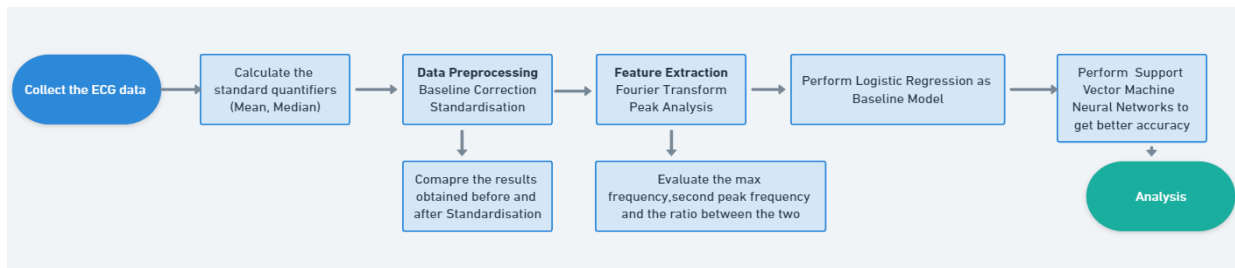 Collect the ECG data
Calculate the
standard quantifiers
(Mean, Median)
Data Preprocessing
Baseline Correction
Standardisation
Feature Extraction
Fourier Transform
Peak Analysis
Perform Logistic Regression as
Baseline Model
Perform Support
Vector Machine
Neural Networks to
get better accuracy
Comapre the results
obtained before and
after Standardisation
Evaluate the max
frequency,second peak frequency
and the ratio between the two
Analysis